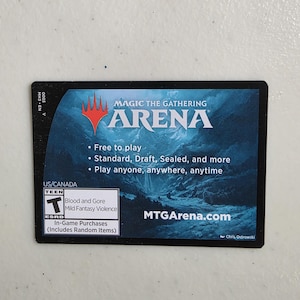 MAGIC THE GATHERING
ARENA
• Free to play
• Standard, Draft, Sealed, and more
• Play anyone, anywhere, anytime
US/CANADA
TEEN
T
ESRB
Blood and Gore
Mild Fantasy Violence
In-Game Purchases
(Includes Random Items)
MTGArena.com